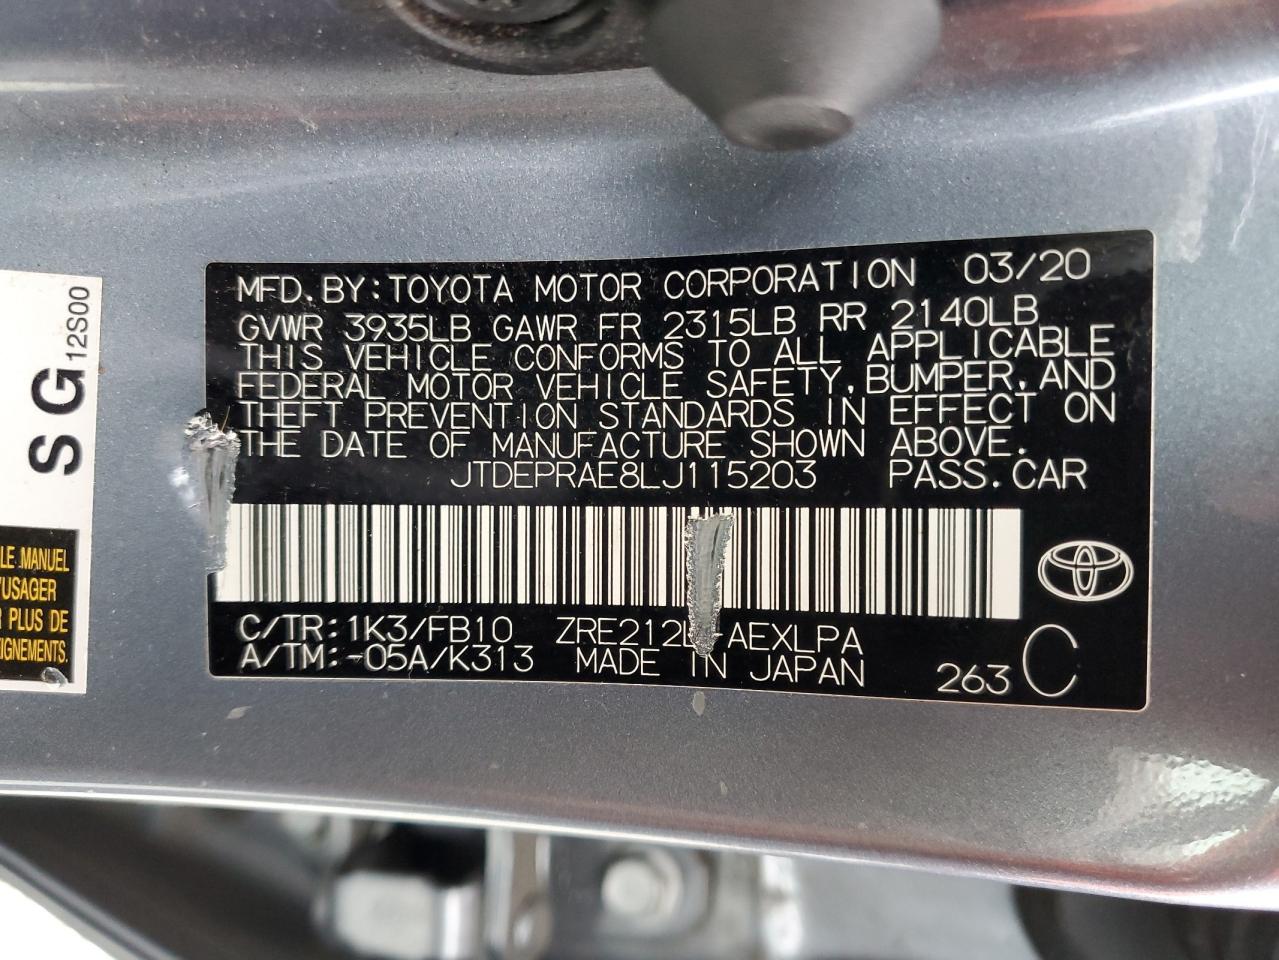 MFD.BY:TOYOTA MOTOR CORPORATION 03/20
GVWR 3935LB GAWR FR 2315LB RR 2140LB
THIS VEHICLE CONFORMS TO ALL APPLICABLE
FEDERAL MOTOR VEHICLE SAFETY,BUMPER,AND
THEFT PREVENTION STANDARDS IN EFFECT ON
THE DATE OF MANUFACTURE SHOWN ABOVE.
JTDEPRAE8LJ115203 PASS.CAR
C/TR:1K3/FB10 ZRE212L-AEXLPA
A/TM:-05A/K313 MADE IN JAPAN
263 C
SG
12S00
LE MANUEL
'USAGER
PLUS DE